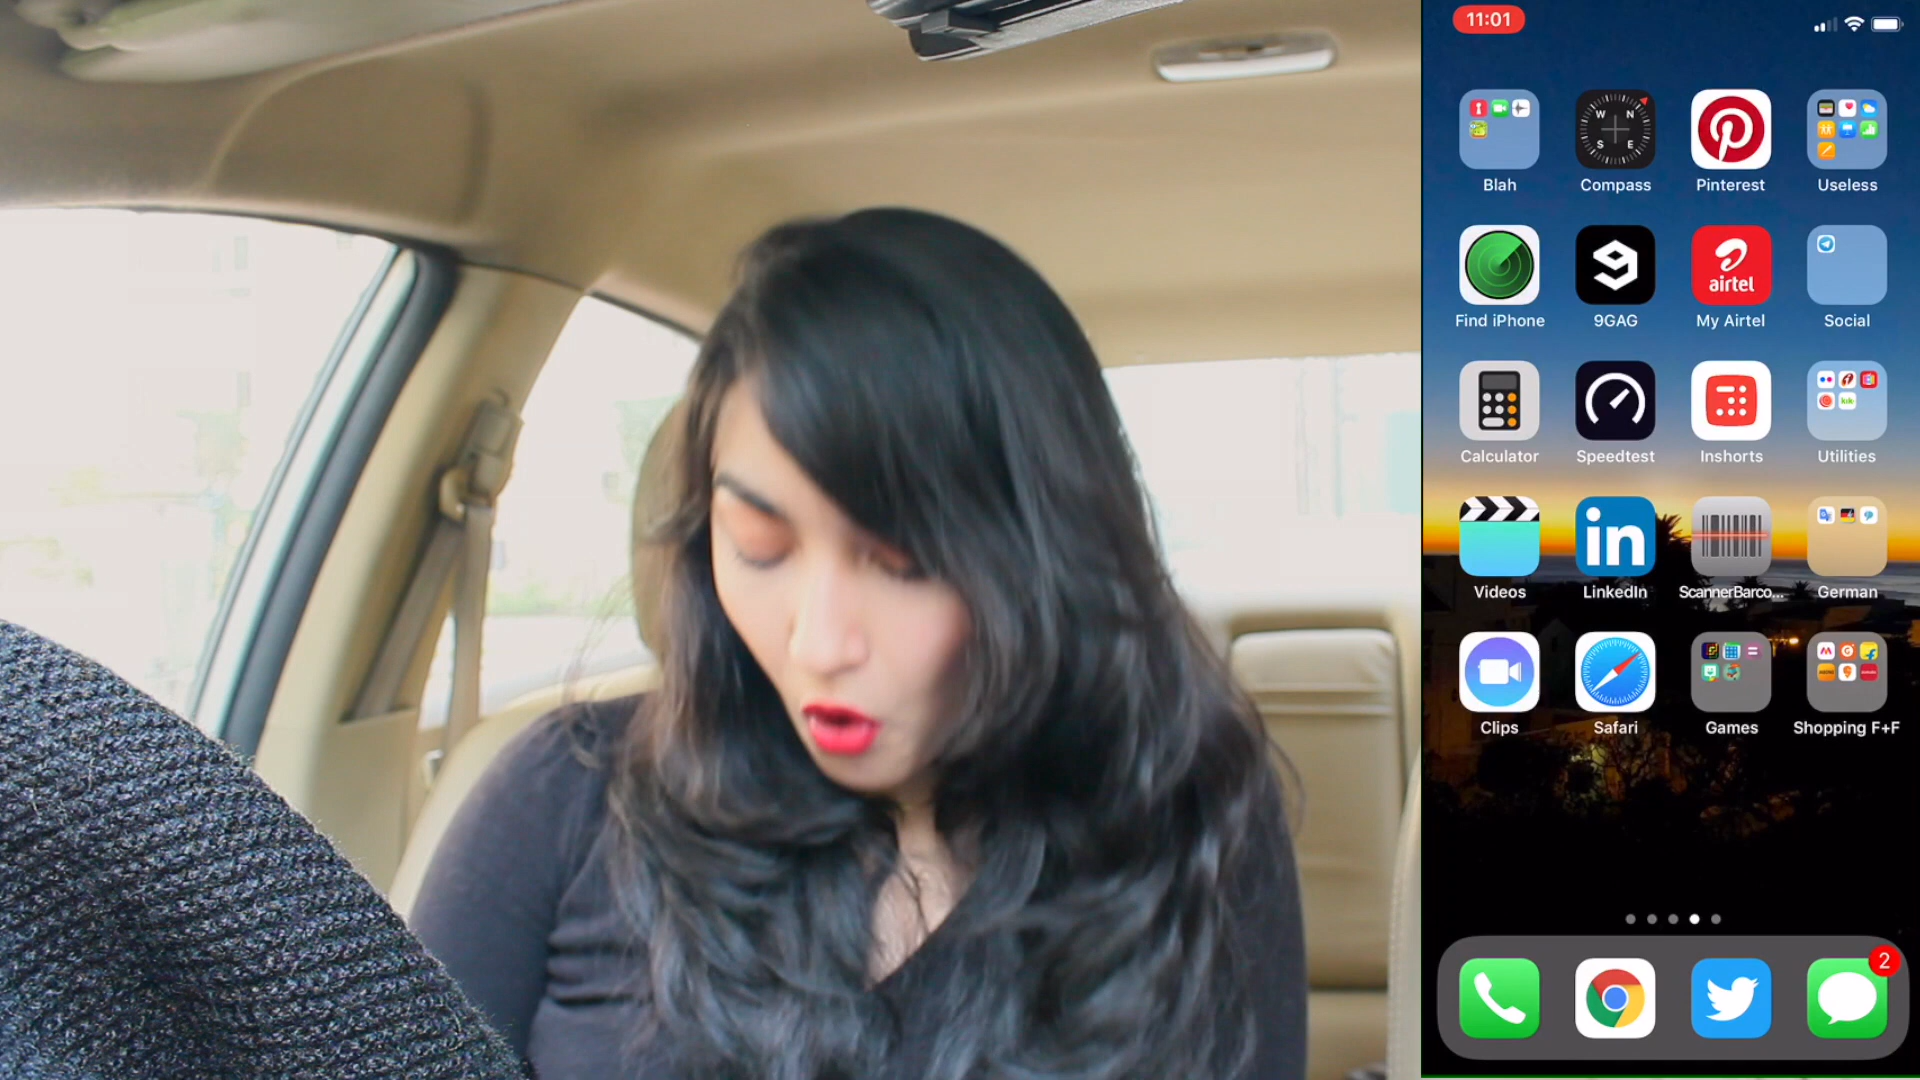 11:01
W N
S E
Blah Compass Pinterest Useless
airtel
Find iPhone 9GAG My Airtel Social
kik
Calculator Speedtest Inshorts Utilities
in
Videos LinkedIn ScannerBarco... German
Clips Safari Games Shopping F+F
2